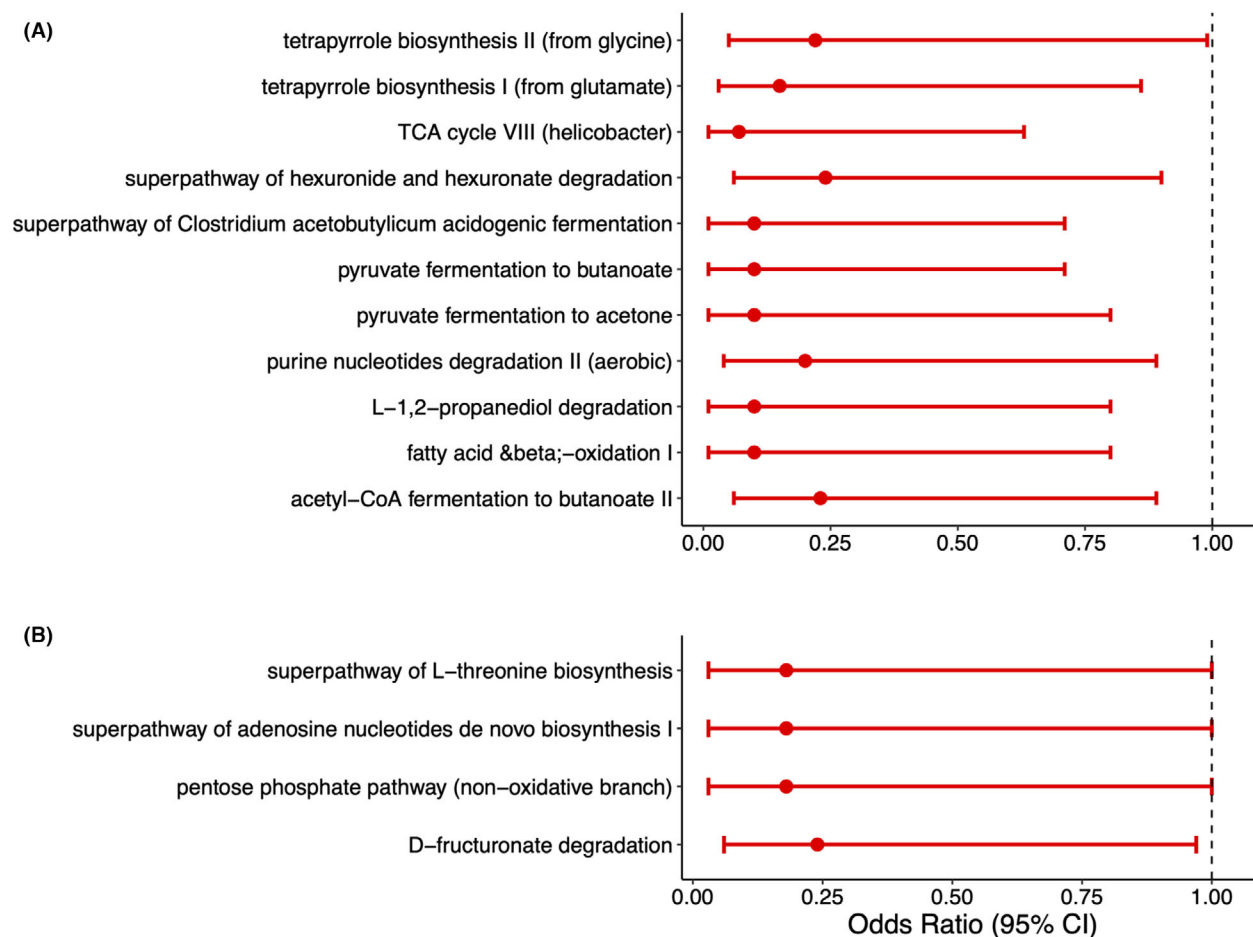 (A)
tetrapyrrole biosynthesis II (from glycine)
tetrapyrrole biosynthesis I (from glutamate)
TCA cycle VIII (helicobacter)
superpathway of hexuronide and hexuronate degradation
superpathway of Clostridium acetobutylicum acidogenic fermentation
pyruvate fermentation to butanoate
pyruvate fermentation to acetone
purine nucleotides degradation II (aerobic)
L−1,2−propanediol degradation
fatty acid &beta;−oxidation I
acetyl−CoA fermentation to butanoate II
0.00 0.25 0.50 0.75 1.00
(B)
superpathway of L−threonine biosynthesis
superpathway of adenosine nucleotides de novo biosynthesis I
pentose phosphate pathway (non−oxidative branch)
D−fructuronate degradation
0.00 0.25 0.50 0.75 1.00
Odds Ratio (95% CI)